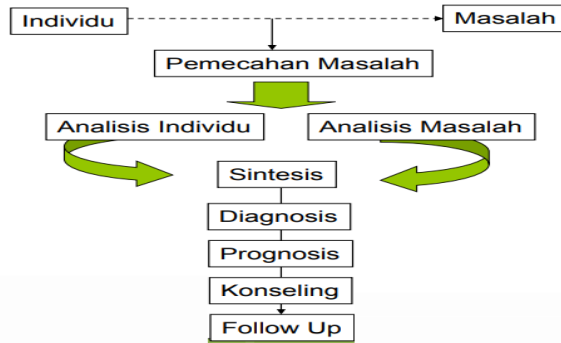 Individu
Masalah
Pemecahan Masalah
Analisis Individu
Analisis Masalah
Sintesis
Diagnosis
Prognosis
Konseling
Follow Up